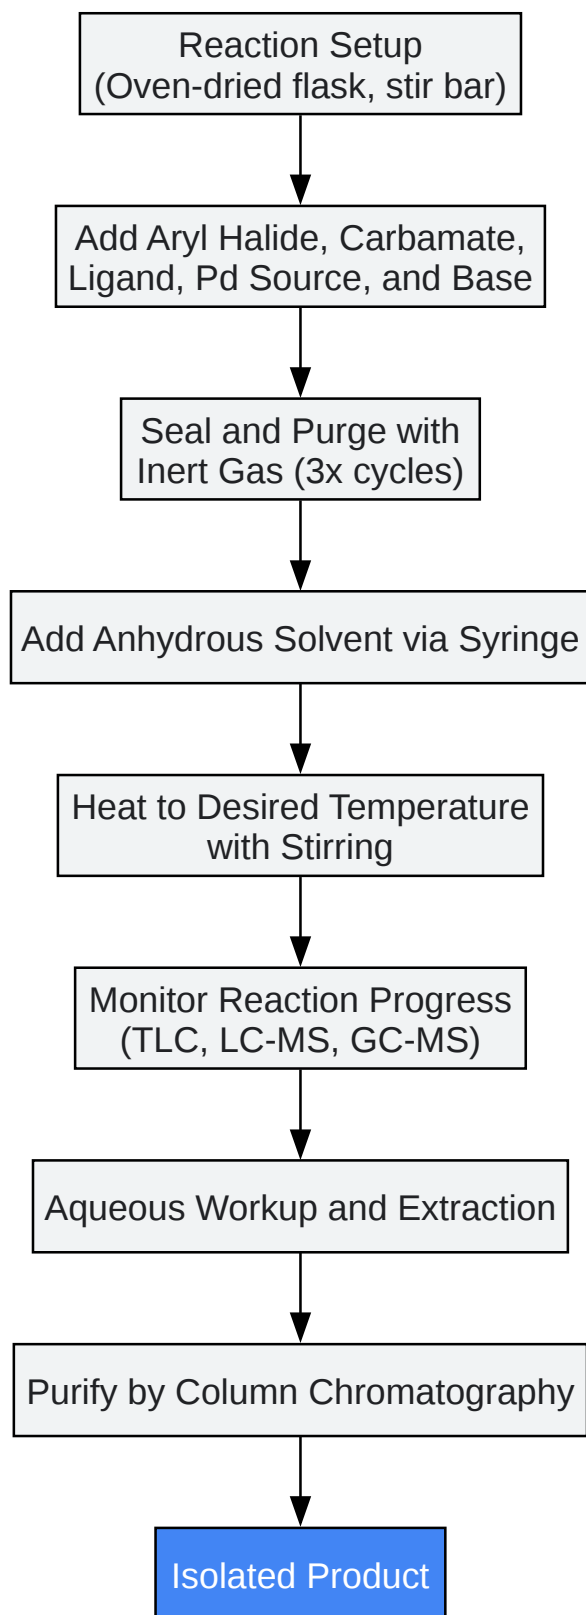 Reaction Setup
(Oven-dried flask, stir bar)
Add Aryl Halide, Carbamate,
Ligand, Pd Source, and Base
Seal and Purge with
Inert Gas (3x cycles)
Add Anhydrous Solvent via Syringe
Heat to Desired Temperature
with Stirring
Monitor Reaction Progress
(TLC, LC-MS, GC-MS)
Aqueous Workup and Extraction
Purify by Column Chromatography
Isolated Product